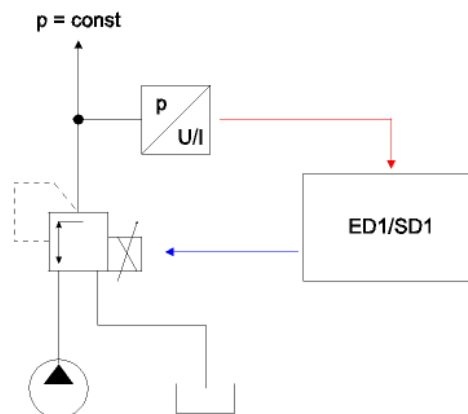 p = const
p
U/I
ED1/SD1